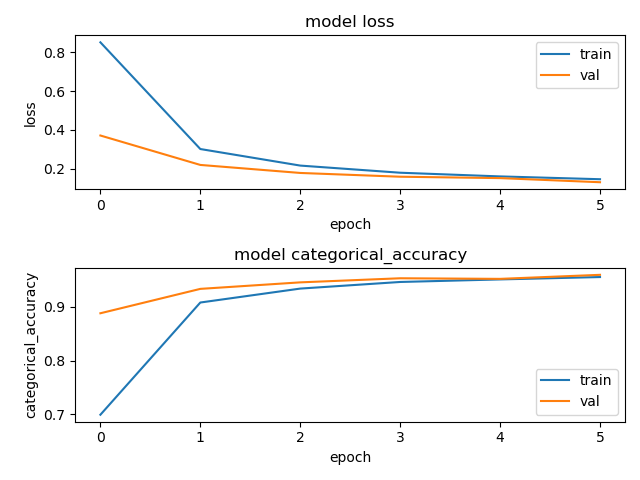 model loss
0.8
0.6
0.4
0.2
loss
train
val
0 1 2 3 4 5
epoch
model categorical_accuracy
0.9
0.8
0.7
categorical_accuracy
train
val
0 1 2 3 4 5
epoch